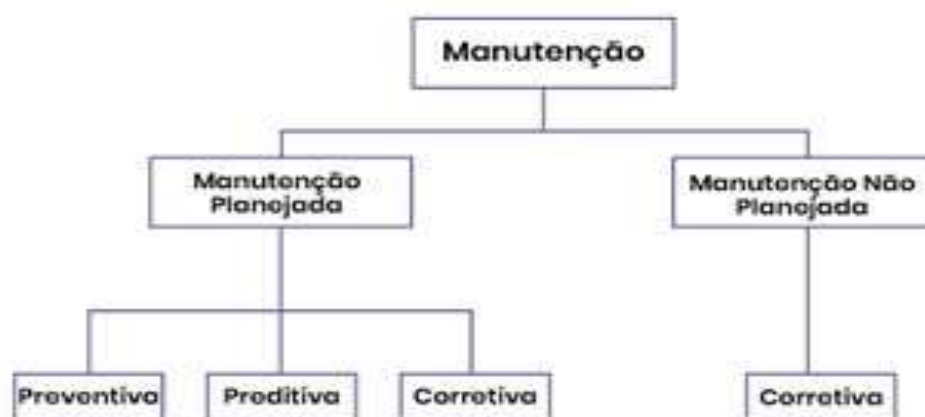 Manutenção
Manutenção
Planejada
Manutenção Não
Planejada
Preventiva
Preditiva
Corretiva
Corretiva